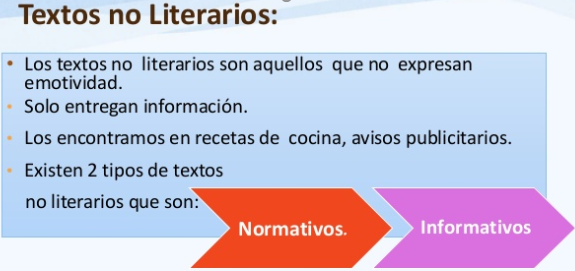 Textos no Literarios:
• Los textos no literarios son aquellos que no expresan
emotividad.
• Solo entregan información.
• Los encontramos en recetas de cocina, avisos publicitarios.
• Existen 2 tipos de textos
no literarios que son:
Normativos.
Informativos